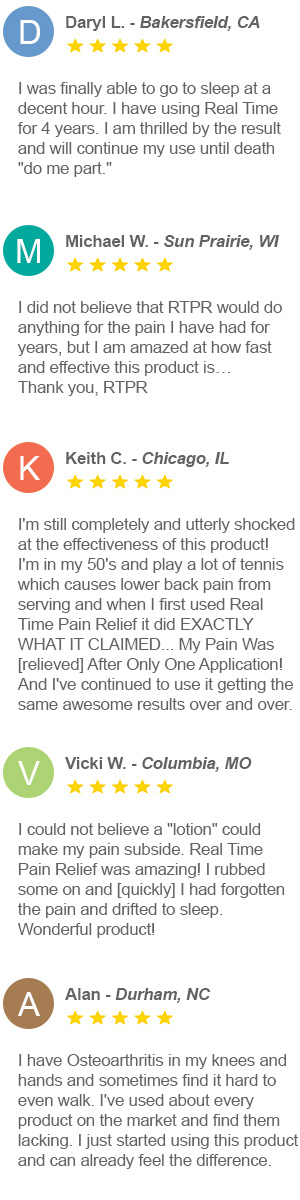 D
Daryl L. - Bakersfield, CA
I was finally able to go to sleep at a
decent hour. I have using Real Time
for 4 years. I am thrilled by the result
and will continue my use until death
"do me part."
M
Michael W. - Sun Prairie, WI
I did not believe that RTPR would do
anything for the pain I have had for
years, but I am amazed at how fast
and effective this product is…
Thank you, RTPR
K
Keith C. - Chicago, IL
I'm still completely and utterly shocked
at the effectiveness of this product!
I'm in my 50's and play a lot of tennis
which causes lower back pain from
serving and when I first used Real
Time Pain Relief it did EXACTLY
WHAT IT CLAIMED... My Pain Was
[relieved] After Only One Application!
And I've continued to use it getting the
same awesome results over and over.
V
Vicki W. - Columbia, MO
I could not believe a "lotion" could
make my pain subside. Real Time
Pain Relief was amazing! I rubbed
some on and [quickly] I had forgotten
the pain and drifted to sleep.
Wonderful product!
A
Alan - Durham, NC
I have Osteoarthritis in my knees and
hands and sometimes find it hard to
even walk. I've used about every
product on the market and find them
lacking. I just started using this product
and can already feel the difference.